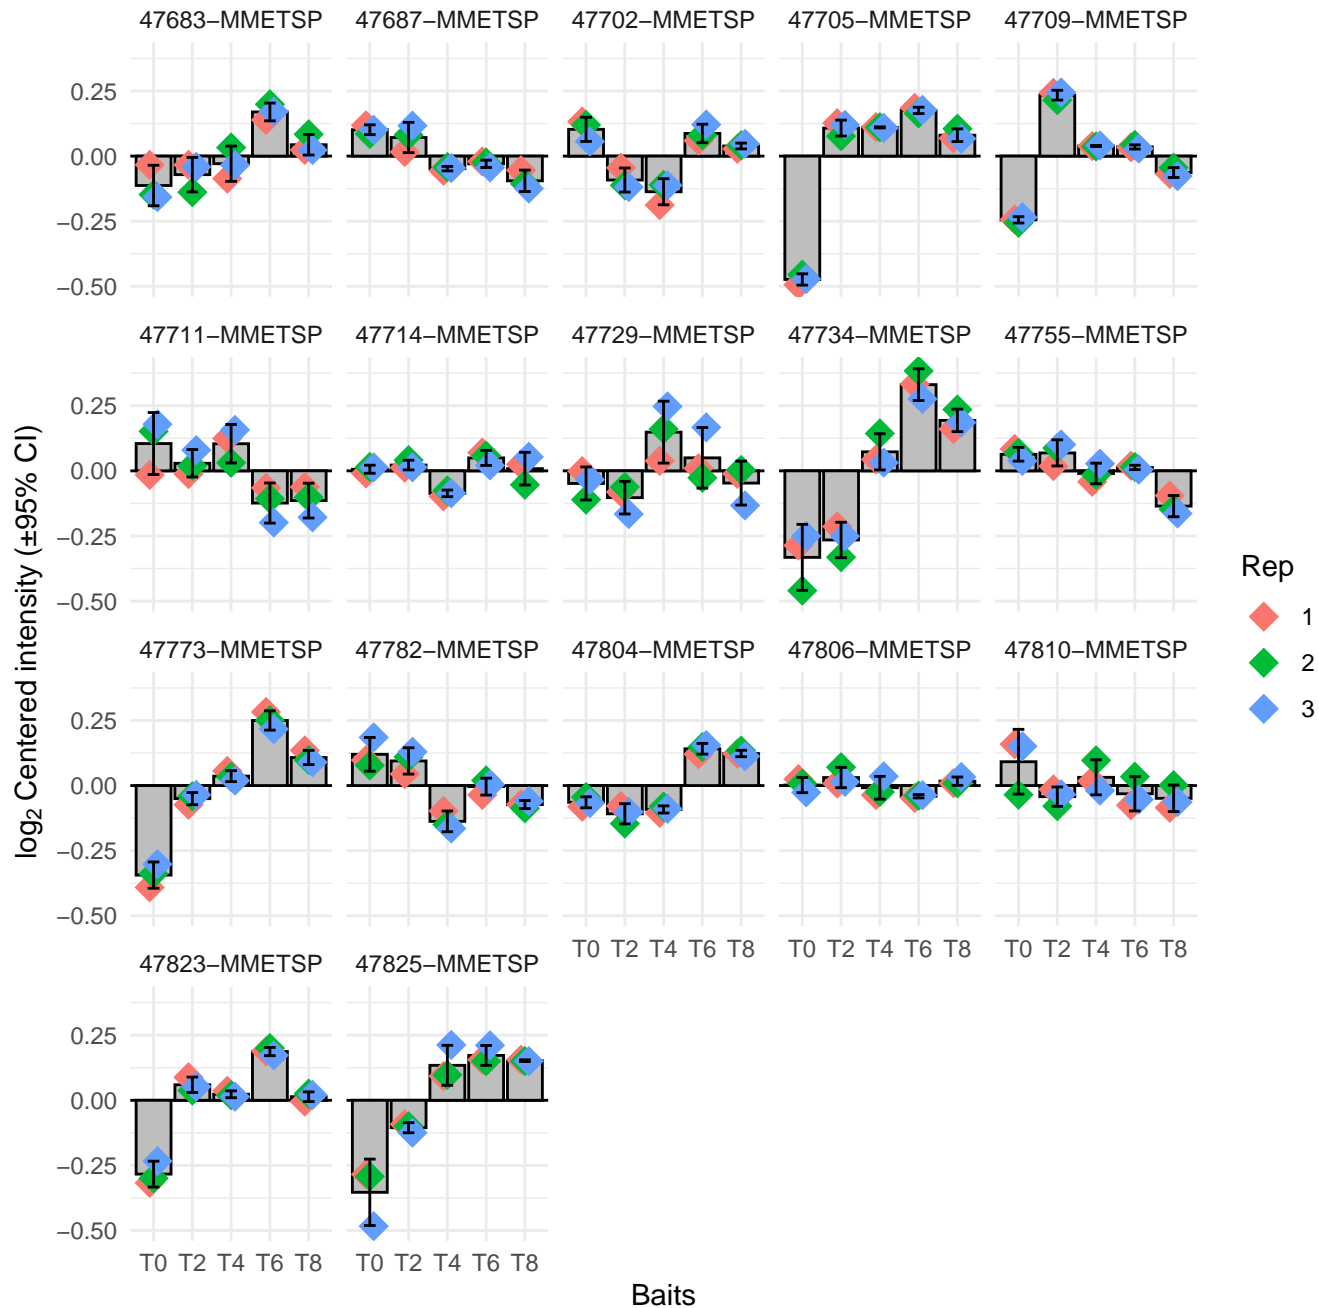 47683−MMETSP 47687−MMETSP 47702−MMETSP 47705−MMETSP 47709−MMETSP
0.25
0.00
−0.25
−0.50
47711−MMETSP 47714−MMETSP 47729−MMETSP 47734−MMETSP 47755−MMETSP
0.25
0.00
−0.25
−0.50
47773−MMETSP 47782−MMETSP 47804−MMETSP 47806−MMETSP 47810−MMETSP
0.25
0.00
−0.25
−0.50
T0 T2 T4 T6 T8 T0 T2 T4 T6 T8 T0 T2 T4 T6 T8
47823−MMETSP 47825−MMETSP
0.25
0.00
−0.25
−0.50
T0 T2 T4 T6 T8 T0 T2 T4 T6 T8
Baits
log₂ Centered intensity (±95% CI)
Rep
1
2
3